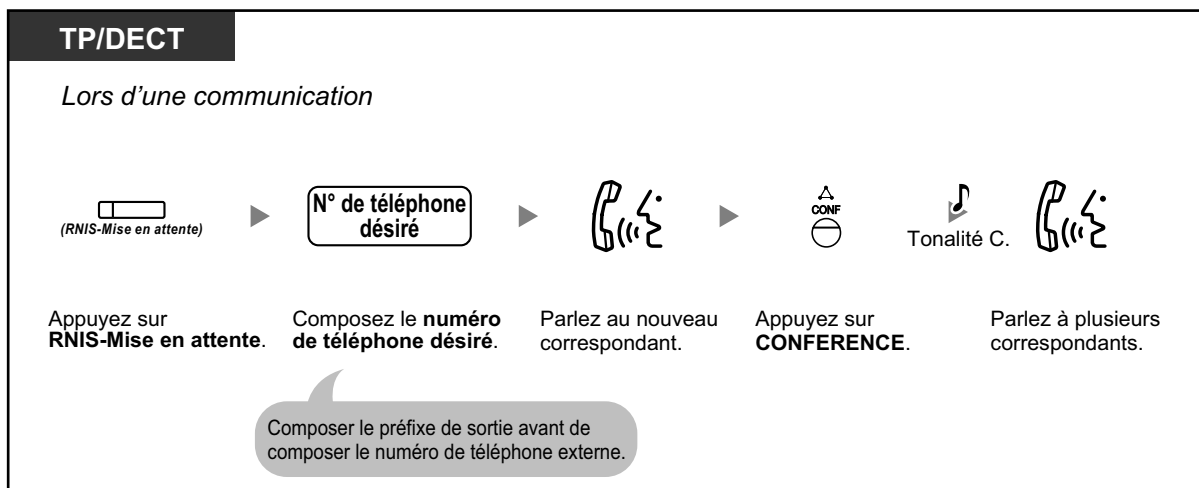 TP/DECT
Lors d’une communication
(RNIS-Mise en attente)
N° de téléphone
désiré
CONF
Tonalité C.
Appuyez sur
RNIS-Mise en attente.
Composez le numéro
de téléphone désiré.
Parlez au nouveau
correspondant.
Appuyez sur
CONFERENCE.
Parlez à plusieurs
correspondants.
Composer le préfixe de sortie avant de
composer le numéro de téléphone externe.